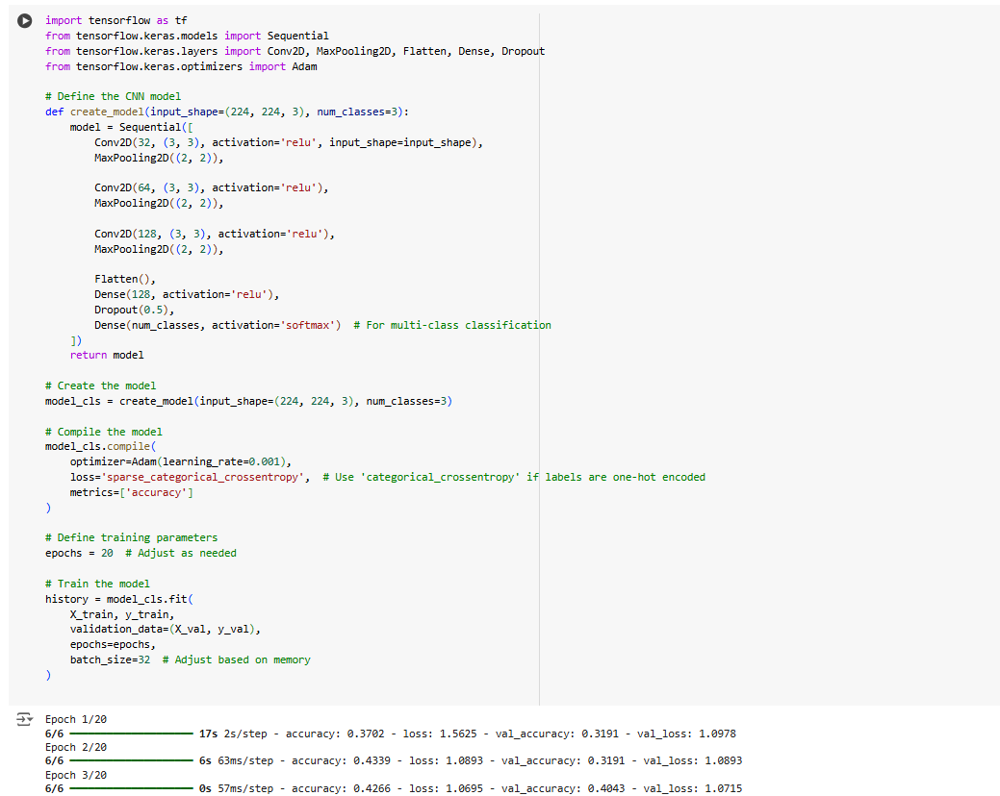 import tensorflow as tf
from tensorflow.keras.models import Sequential
from tensorflow.keras.layers import Conv2D, MaxPooling2D, Flatten, Dense, Dropout
from tensorflow.keras.optimizers import Adam
# Define the CNN model
def create_model(input_shape=(224, 224, 3), num_classes=3):
    model = Sequential([
        Conv2D(32, (3, 3), activation='relu', input_shape=input_shape),
        MaxPooling2D((2, 2)),
        Conv2D(64, (3, 3), activation='relu'),
        MaxPooling2D((2, 2)),
        Conv2D(128, (3, 3), activation='relu'),
        MaxPooling2D((2, 2)),
        Flatten(),
        Dense(128, activation='relu'),
        Dropout(0.5),
        Dense(num_classes, activation='softmax')  # For multi-class classification
    ])
    return model
# Create the model
model_cls = create_model(input_shape=(224, 224, 3), num_classes=3)
# Compile the model
model_cls.compile(
    optimizer=Adam(learning_rate=0.001),
    loss='sparse_categorical_crossentropy',  # Use 'categorical_crossentropy' if labels are one-hot encoded
    metrics=['accuracy']
)
# Define training parameters
epochs = 20  # Adjust as needed
# Train the model
history = model_cls.fit(
    X_train, y_train,
    validation_data=(X_val, y_val),
    epochs=epochs,
    batch_size=32  # Adjust based on memory
)
Epoch 1/20
6/6 17s 2s/step - accuracy: 0.3702 - loss: 1.5625 - val_accuracy: 0.3191 - val_loss: 1.0978
Epoch 2/20
6/6 6s 63ms/step - accuracy: 0.4339 - loss: 1.0893 - val_accuracy: 0.3191 - val_loss: 1.0893
Epoch 3/20
6/6 0s 57ms/step - accuracy: 0.4266 - loss: 1.0695 - val_accuracy: 0.4043 - val_loss: 1.0715